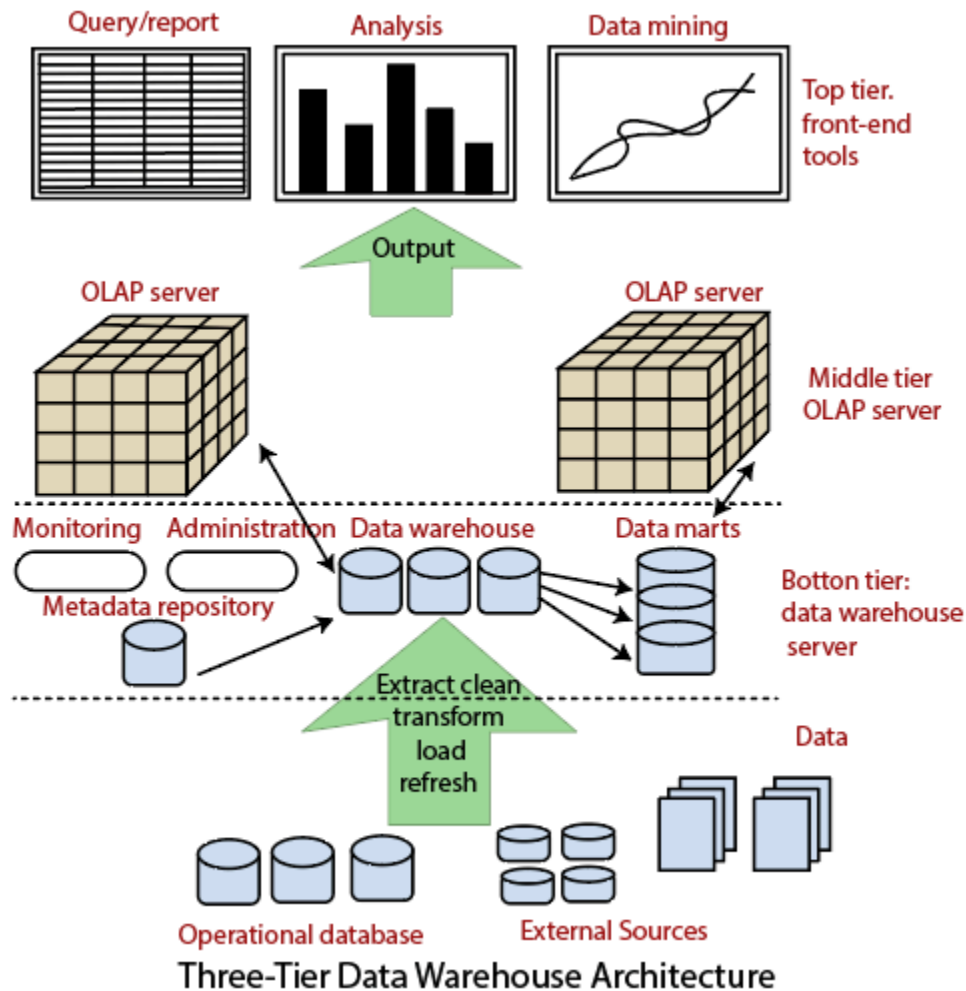 Query/report
Analysis
Data mining
Top tier.
front-end
tools
Output
OLAP server
OLAP server
Middle tier
OLAP server
Monitoring
Administration
Data warehouse
Data marts
Metadata repository
Botton tier:
data warehouse
server
Extract clean
transform
load
refresh
Data
Operational database
External Sources
Three-Tier Data Warehouse Architecture